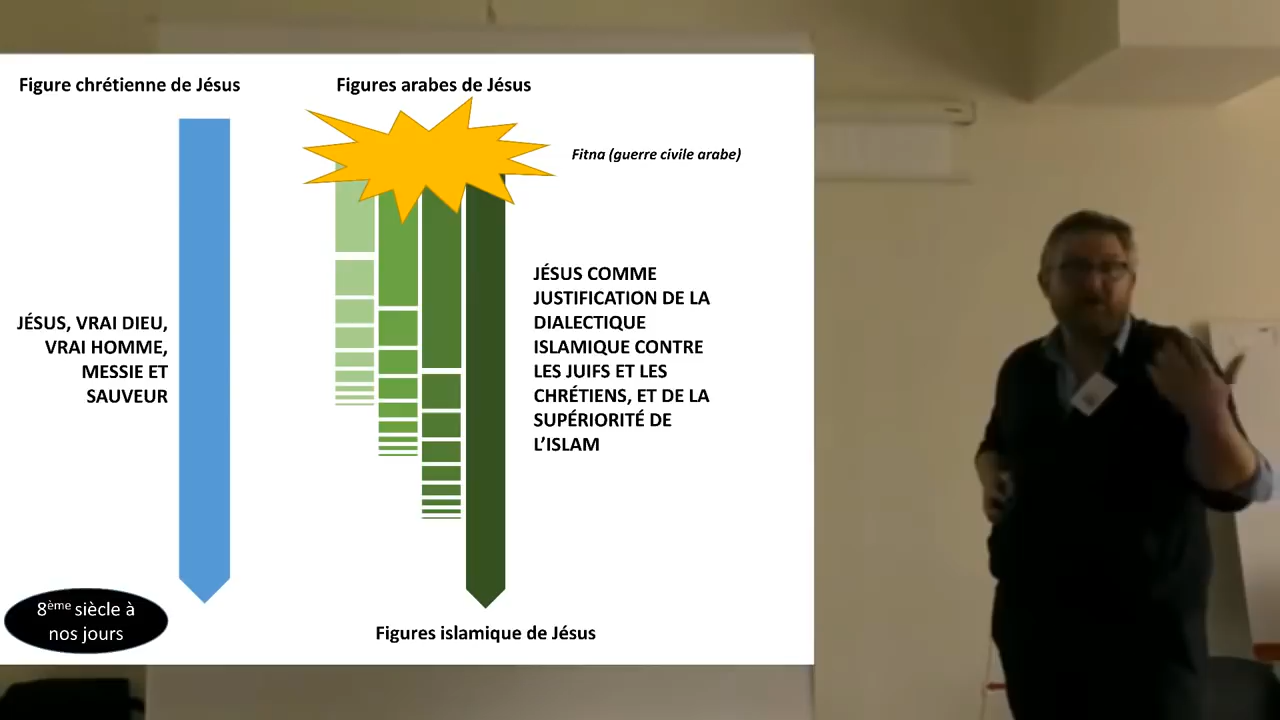 Figure chrétienne de Jésus
Figures arabes de Jésus
Fitna (guerre civile arabe)
JÉSUS, VRAI DIEU,
VRAI HOMME,
MESSIE ET
SAUVEUR
JÉSUS COMME
JUSTIFICATION DE LA
DIALECTIQUE
ISLAMIQUE CONTRE
LES JUIFS ET LES
CHRÉTIENS, ET DE LA
SUPÉRIORITÉ DE
L'ISLAM
8ème siècle à
nos jours
Figures islamique de Jésus